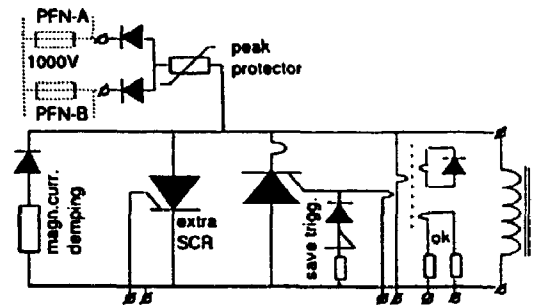 PFN-A
1000V
PFN-B
peak
protector
magn.curr.
demping
extra
SCR
save trigg.
ok